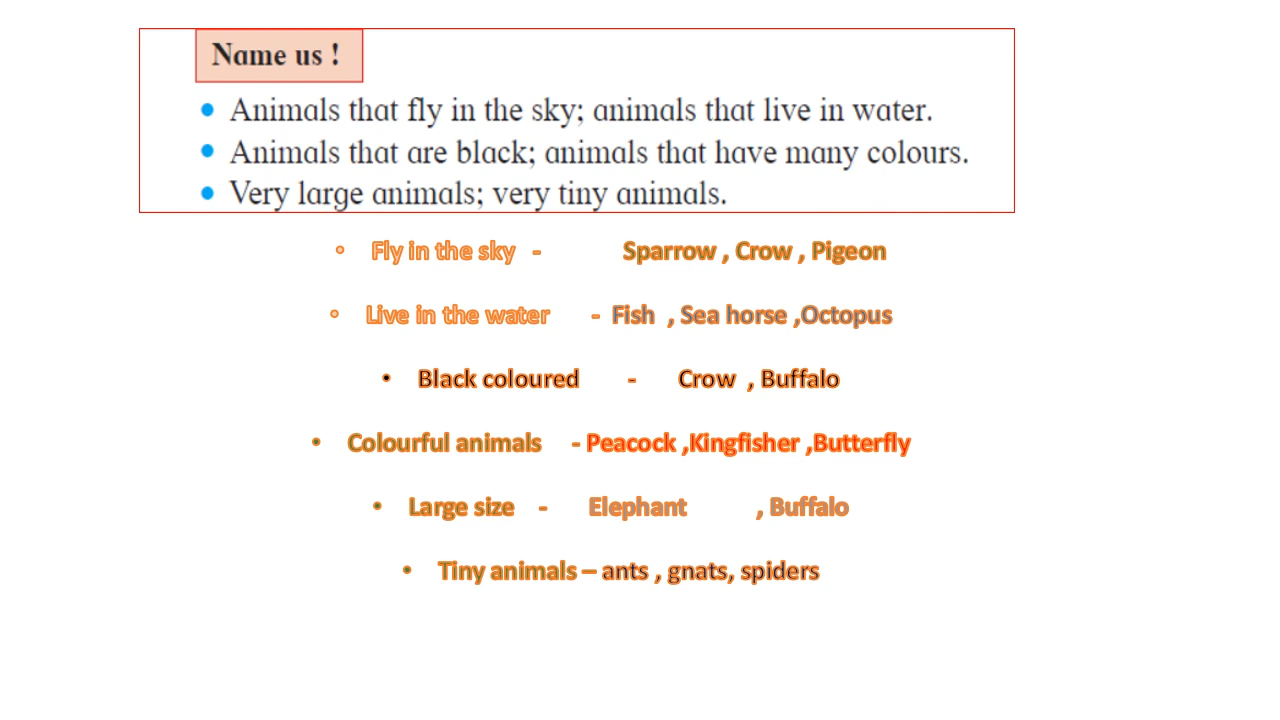 Name us !
• Animals that fly in the sky; animals that live in water.
• Animals that are black; animals that have many colours.
• Very large animals; very tiny animals.
• Fly in the sky - Sparrow , Crow , Pigeon
• Live in the water - Fish , Sea horse ,Octopus
• Black coloured - Crow , Buffalo
• Colourful animals - Peacock ,Kingfisher ,Butterfly
• Large size - Elephant , Buffalo
• Tiny animals – ants , gnats, spiders